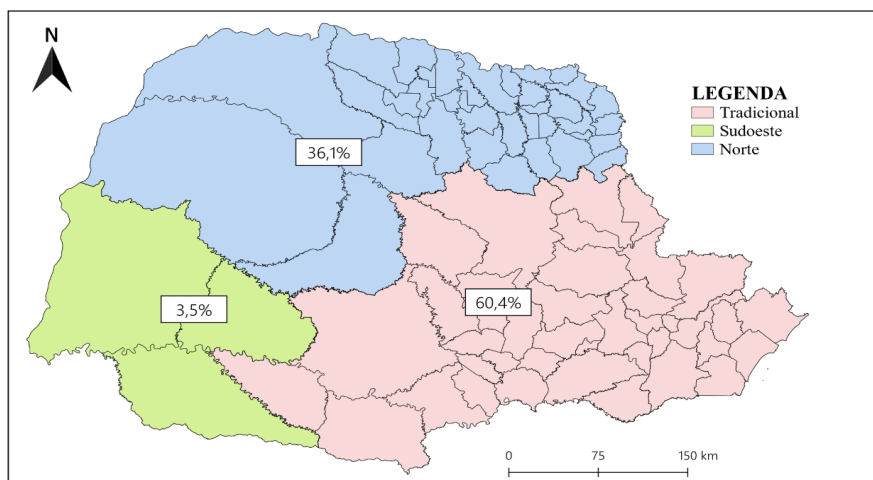 N
LEGENDA
Tradicional
Sudoeste
Norte
36,1%
3,5%
60,4%
0 75 150 km